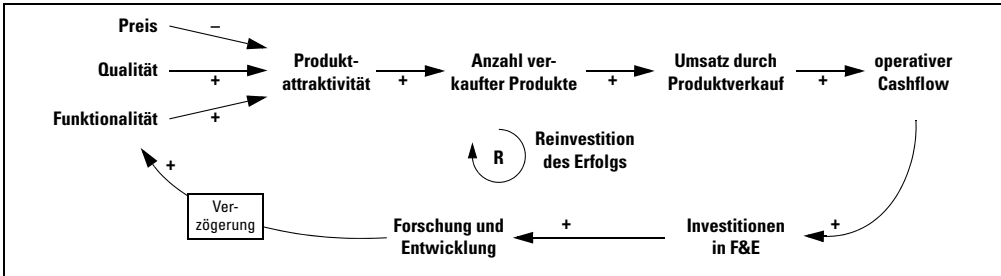 Preis
–
Qualität
+
Funktionalität
+
Produkt-
attraktivität
+
Anzahl ver-
kaufter Produkte
+
Umsatz durch
Produktverkauf
+
operativer
Cashflow
R
Reinvestition
des Erfolgs
+
Ver-
zögerung
Forschung und
Entwicklung
+
Investitionen
in F&E
+